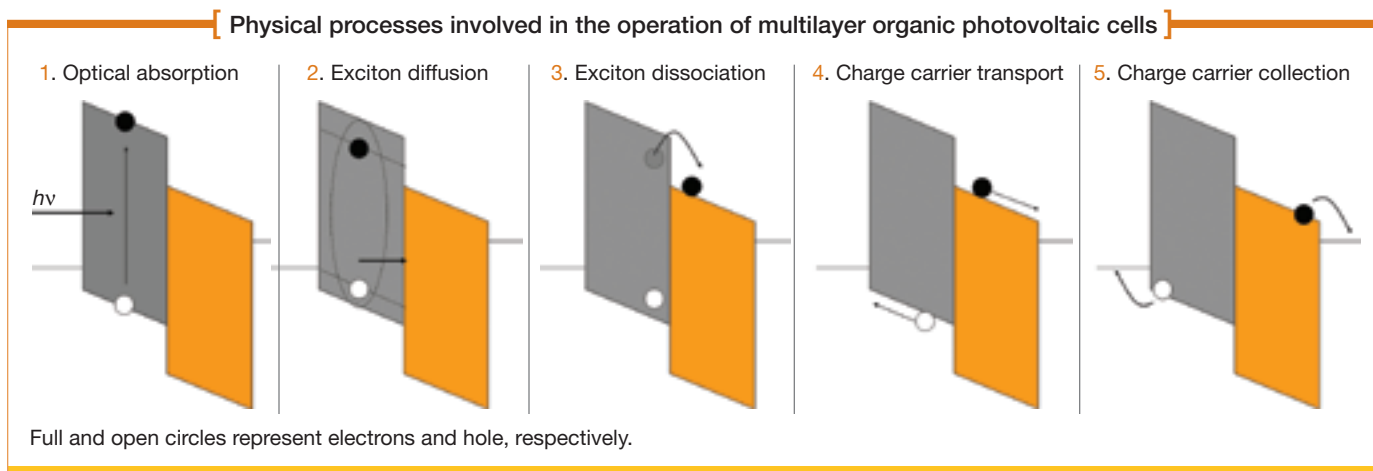 Physical processes involved in the operation of multilayer organic photovoltaic cells
1. Optical absorption
2. Exciton diffusion
3. Exciton dissociation
4. Charge carrier transport
5. Charge carrier collection
hν
Full and open circles represent electrons and hole, respectively.